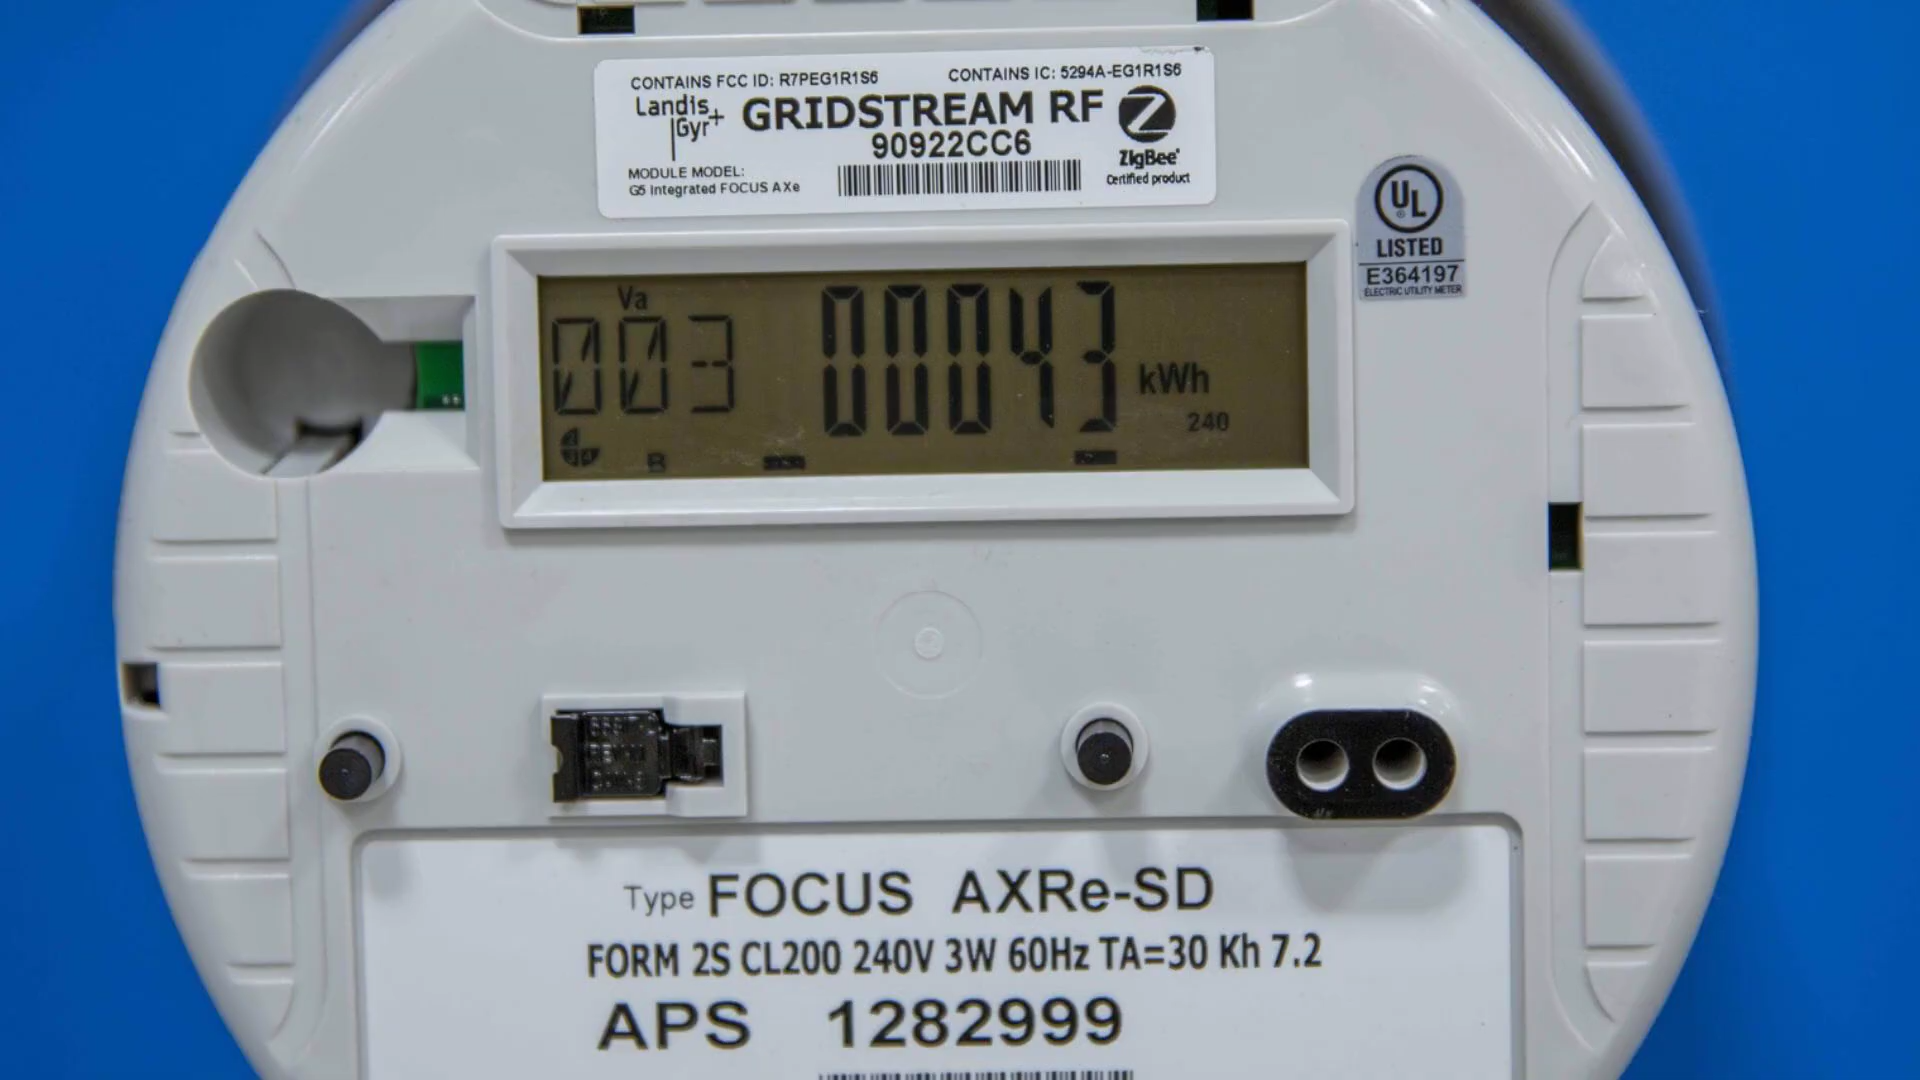 CONTAINS FCC ID: R7PEG1R1S6 CONTAINS IC: 5294A-EG1R1S6
Landis+Gyr GRIDSTREAM RF
90922CC6
ZigBee
Certified product
MODULE MODEL:
G5 Integrated FOCUS AXe
UL
LISTED
E364197
ELECTRIC UTILITY METER
Va
003 00043 kWh
240
R
Type FOCUS AXRe-SD
FORM 2S CL200 240V 3W 60Hz TA=30 Kh 7.2
APS 1282999